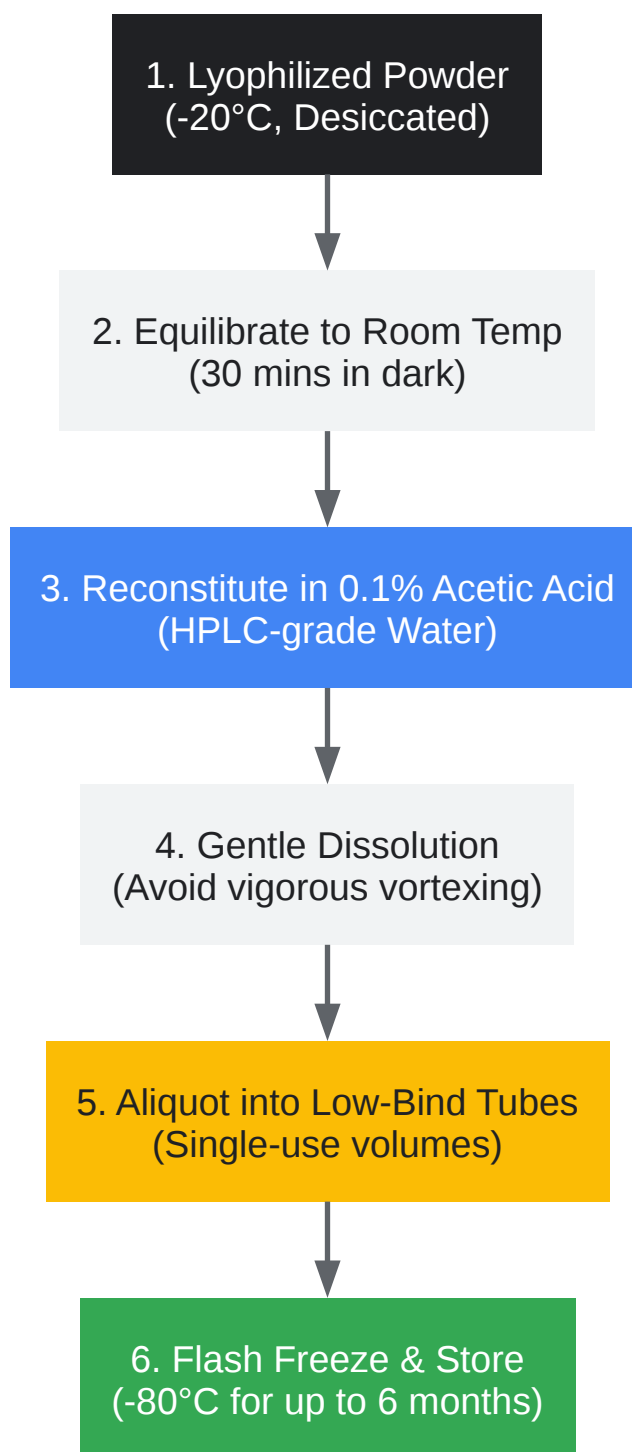 1. Lyophilized Powder
(-20°C, Desiccated)
2. Equilibrate to Room Temp
(30 mins in dark)
3. Reconstitute in 0.1% Acetic Acid
(HPLC-grade Water)
4. Gentle Dissolution
(Avoid vigorous vortexing)
5. Aliquot into Low-Bind Tubes
(Single-use volumes)
6. Flash Freeze & Store
(-80°C for up to 6 months)